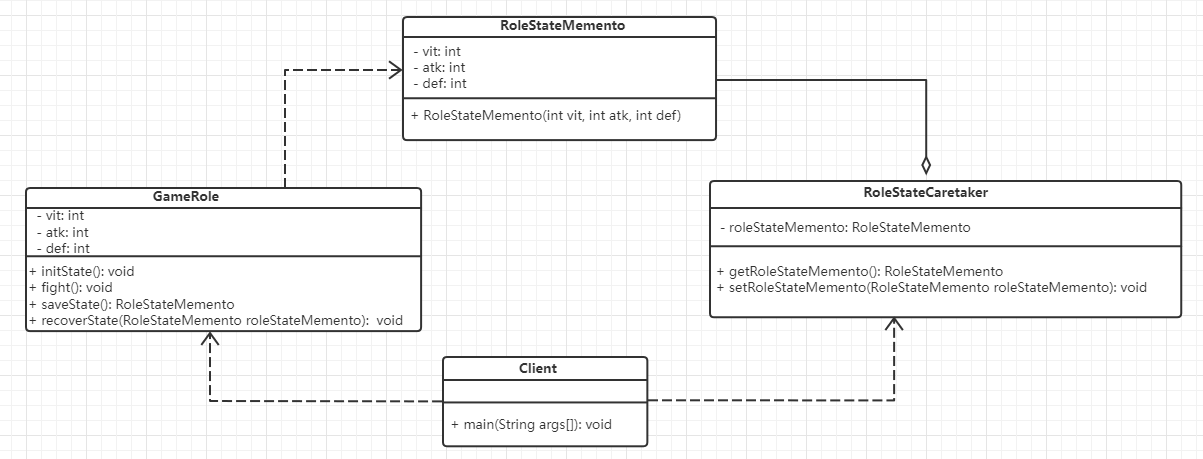 RoleStateMemento
- vit: int
- atk: int
- def: int
+ RoleStateMemento(int vit, int atk, int def)
GameRole
- vit: int
- atk: int
- def: int
+ initState(): void
+ fight(): void
+ saveState(): RoleStateMemento
+ recoverState(RoleStateMemento roleStateMemento): void
RoleStateCaretaker
- roleStateMemento: RoleStateMemento
+ getRoleStateMemento(): RoleStateMemento
+ setRoleStateMemento(RoleStateMemento roleStateMemento): void
Client
+ main(String args[]): void